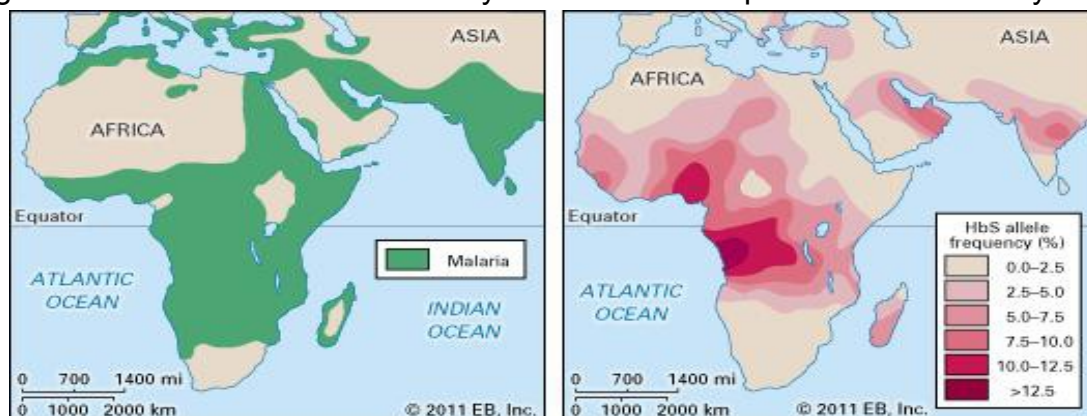 ASIA
AFRICA
Equator
Malaria
ATLANTIC
OCEAN
INDIAN
OCEAN
0 700 1400 mi
0 1000 2000 km
© 2011 EB, Inc.
ASIA
AFRICA
Equator
HbS allele
frequency (%)
0.0–2.5
2.5–5.0
5.0–7.5
7.5–10.0
10.0–12.5
>12.5
ATLANTIC
OCEAN
0 700 1400 mi
0 1000 2000 km
© 2011 EB, Inc.